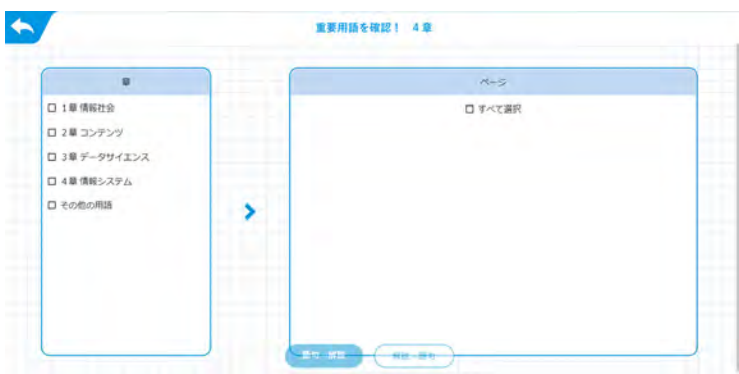 重要用語を確認！ 4章
章
1章 情報社会
2章 コンテンツ
3章 データサイエンス
4章 情報システム
その他の用語
ページ
すべて選択